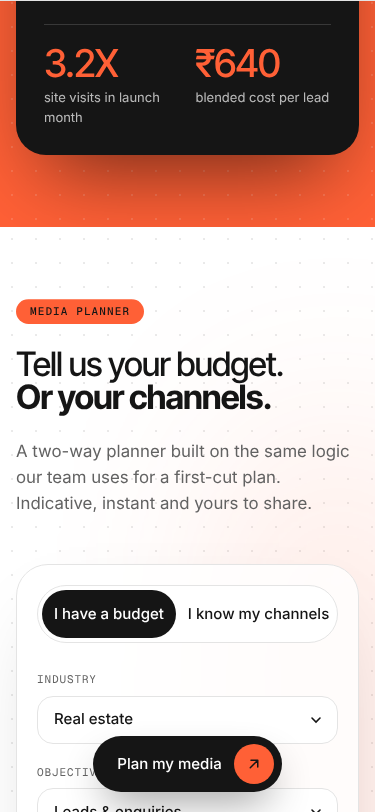 3.2X
₹640
site visits in launch
month
blended cost per lead
MEDIA PLANNER
Tell us your budget.
Or your channels.
A two-way planner built on the same logic
our team uses for a first-cut plan.
Indicative, instant and yours to share.
I have a budget
I know my channels
INDUSTRY
Real estate
Plan my media
Leads & enquiries